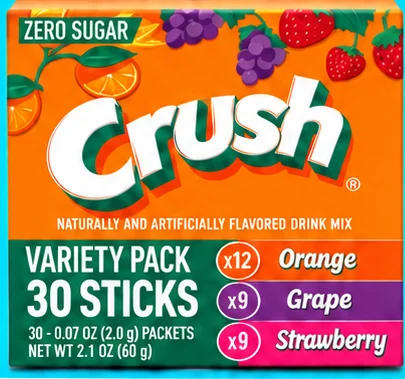 ZERO SUGAR
Crush®
NATURALLY AND ARTIFICIALLY FLAVORED DRINK MIX
VARIETY PACK
30 STICKS
30 - 0.07 OZ (2.0 g) PACKETS
NET WT 2.1 OZ (60 g)
x12 Orange
x9 Grape
x9 Strawberry